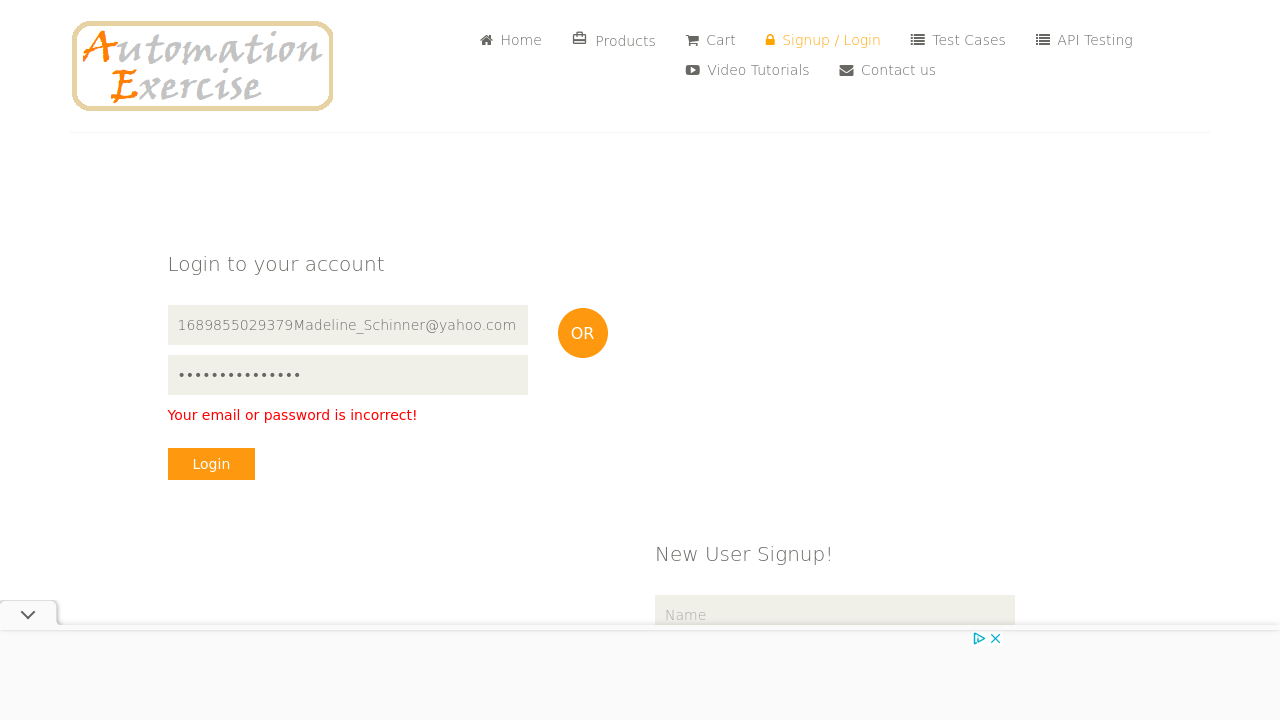 Automation
Exercise
Home
Products
Cart
Signup / Login
Test Cases
API Testing
Video Tutorials
Contact us
Login to your account
1689855029379Madeline_Schinner@yahoo.com
•••••••••••••••
OR
Your email or password is incorrect!
Login
New User Signup!
Name